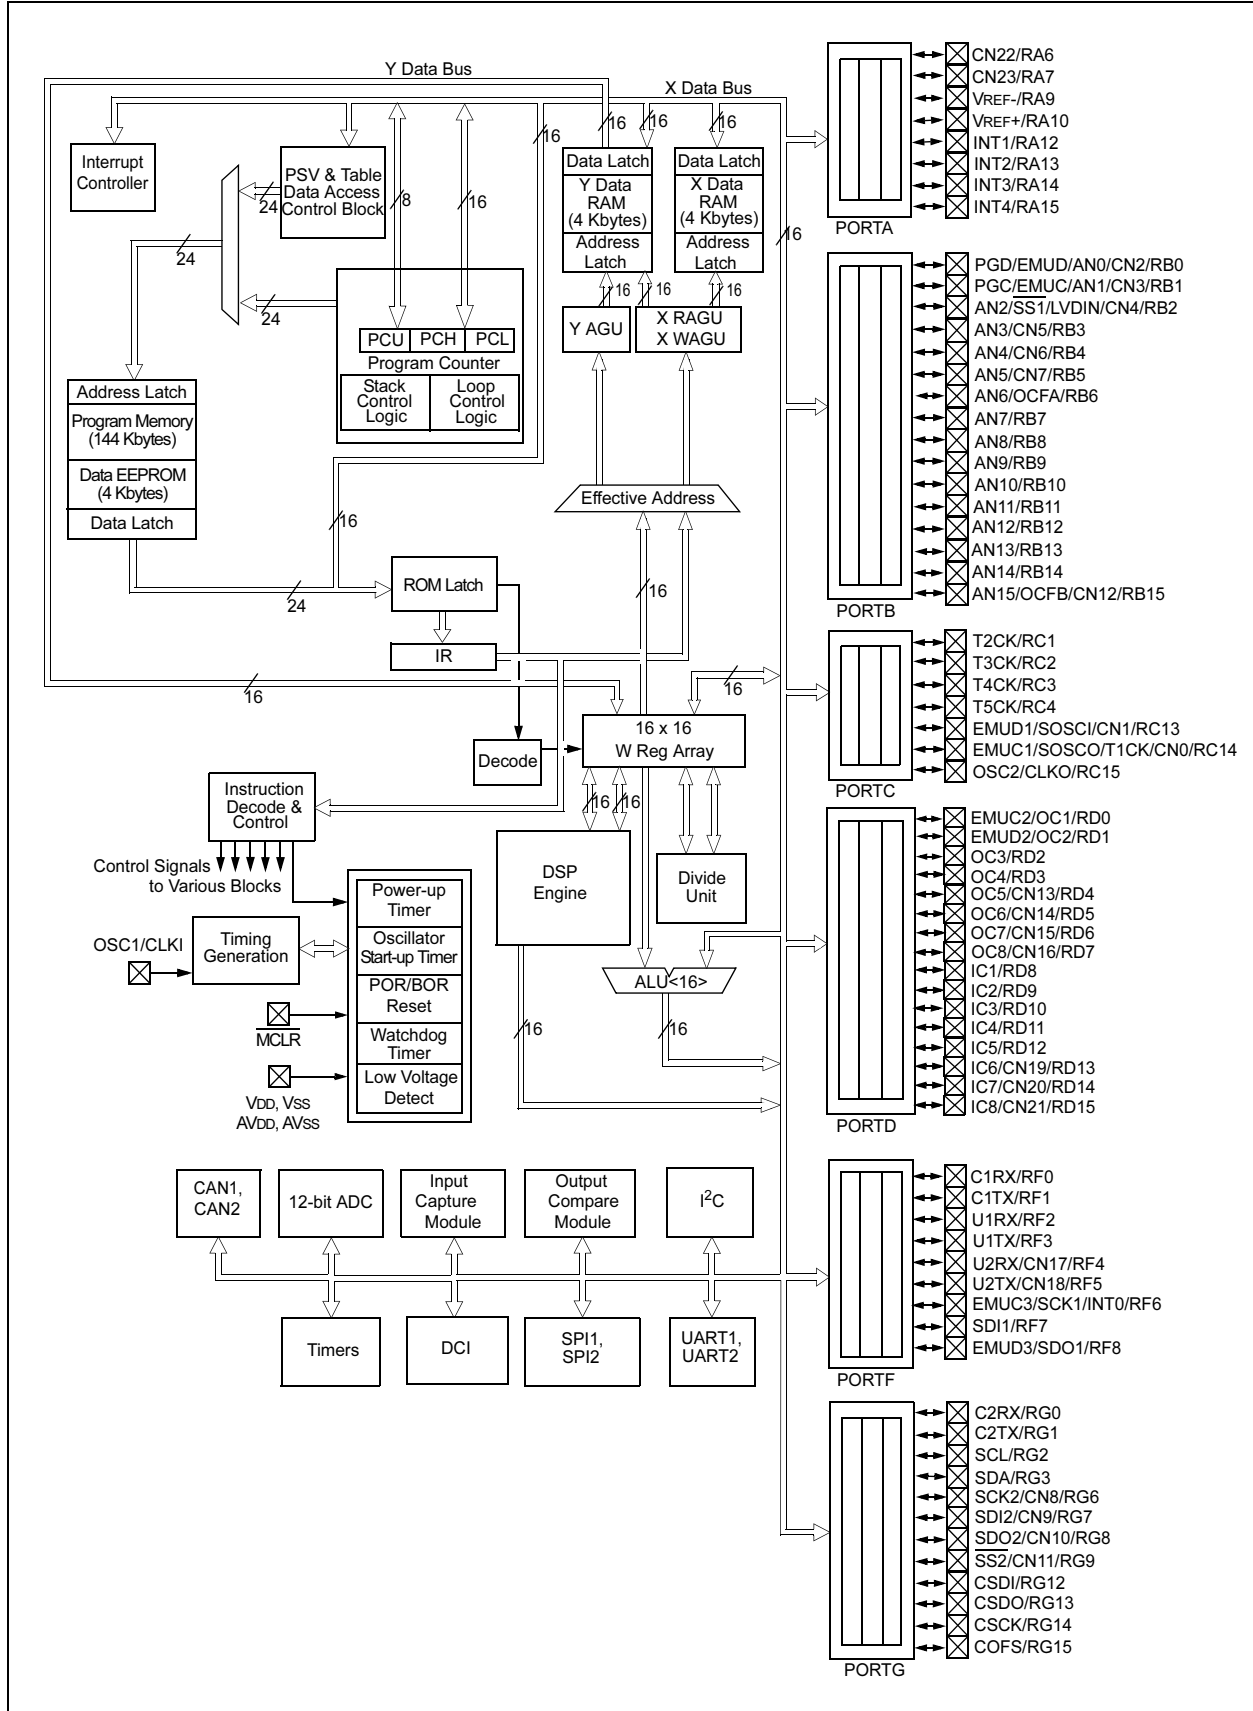 Y Data Bus
X Data Bus
16
16
16
16
16
16
8
16
16
Interrupt
Controller
PSV & Table
Data Access
Control Block
24
24
24
Data Latch
Y Data
RAM
(4 Kbytes)
Address
Latch
Data Latch
X Data
RAM
(4 Kbytes)
Address
Latch
16
16
16
Y AGU
X RAGU
X WAGU
PCU
PCH
PCL
Program Counter
Stack
Control
Logic
Loop
Control
Logic
Address Latch
Program Memory
(144 Kbytes)
Data EEPROM
(4 Kbytes)
Data Latch
Effective Address
16
24
ROM Latch
16
IR
16
16
16 x 16
W Reg Array
Decode
Instruction
Decode &
Control
16
16
Control Signals
to Various Blocks
DSP
Engine
Divide
Unit
Power-up
Timer
Oscillator
Start-up Timer
POR/BOR
Reset
Watchdog
Timer
Low Voltage
Detect
OSC1/CLKI
Timing
Generation
MCLR
VDD, VSS
AVDD, AVSS
ALU<16>
16
16
CAN1,
CAN2
12-bit ADC
Input
Capture
Module
Output
Compare
Module
I²C
Timers
DCI
SPI1,
SPI2
UART1,
UART2
CN22/RA6
CN23/RA7
VREF-/RA9
VREF+/RA10
INT1/RA12
INT2/RA13
INT3/RA14
INT4/RA15
PORTA
PGD/EMUD/AN0/CN2/RB0
PGC/EMUC/AN1/CN3/RB1
AN2/SS1/LVDIN/CN4/RB2
AN3/CN5/RB3
AN4/CN6/RB4
AN5/CN7/RB5
AN6/OCFA/RB6
AN7/RB7
AN8/RB8
AN9/RB9
AN10/RB10
AN11/RB11
AN12/RB12
AN13/RB13
AN14/RB14
AN15/OCFB/CN12/RB15
PORTB
T2CK/RC1
T3CK/RC2
T4CK/RC3
T5CK/RC4
EMUD1/SOSCI/CN1/RC13
EMUC1/SOSCO/T1CK/CN0/RC14
OSC2/CLKO/RC15
PORTC
EMUC2/OC1/RD0
EMUD2/OC2/RD1
OC3/RD2
OC4/RD3
OC5/CN13/RD4
OC6/CN14/RD5
OC7/CN15/RD6
OC8/CN16/RD7
IC1/RD8
IC2/RD9
IC3/RD10
IC4/RD11
IC5/RD12
IC6/CN19/RD13
IC7/CN20/RD14
IC8/CN21/RD15
PORTD
C1RX/RF0
C1TX/RF1
U1RX/RF2
U1TX/RF3
U2RX/CN17/RF4
U2TX/CN18/RF5
EMUC3/SCK1/INT0/RF6
SDI1/RF7
EMUD3/SDO1/RF8
PORTF
C2RX/RG0
C2TX/RG1
SCL/RG2
SDA/RG3
SCK2/CN8/RG6
SDI2/CN9/RG7
SDO2/CN10/RG8
SS2/CN11/RG9
CSDI/RG12
CSDO/RG13
CSCK/RG14
COFS/RG15
PORTG